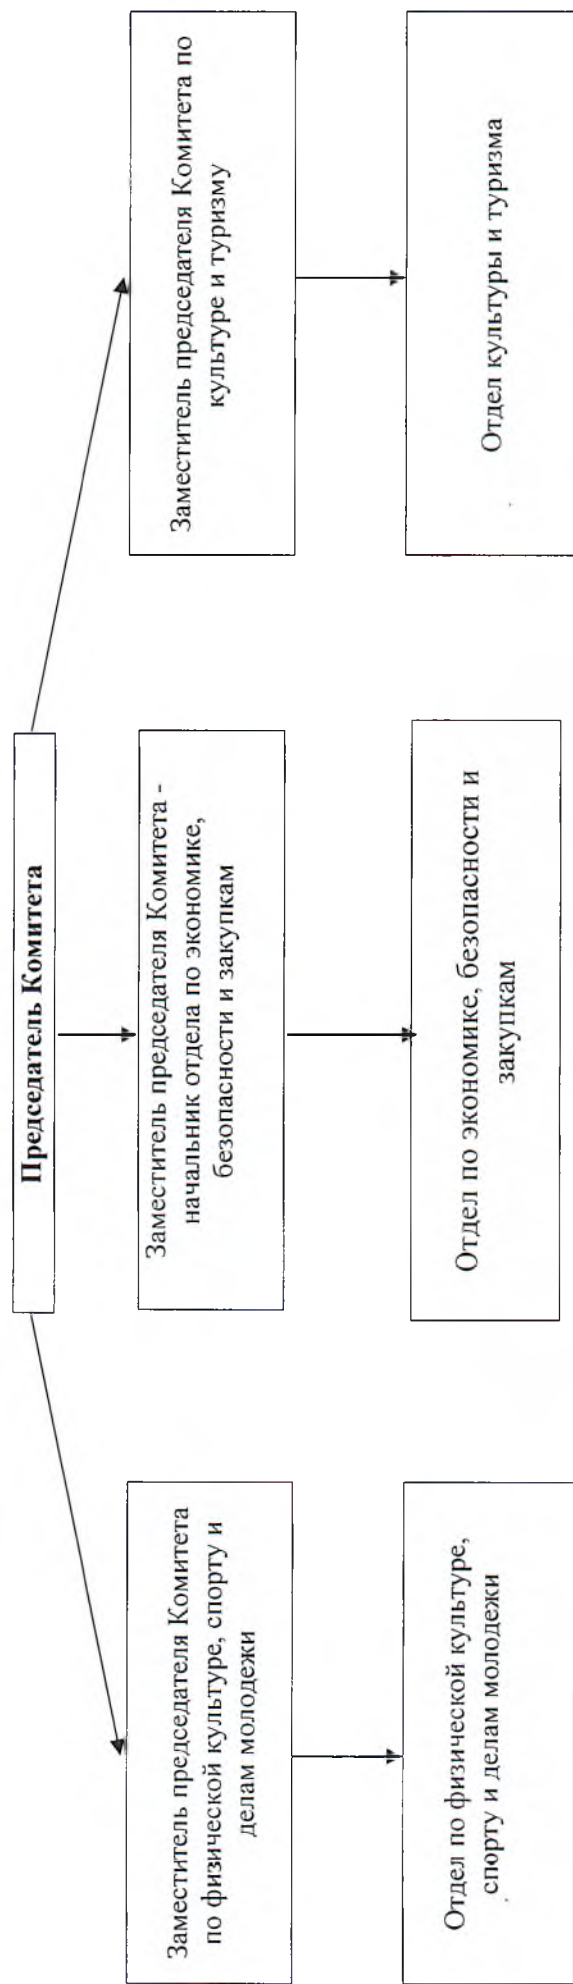 Председатель Комитета
Заместитель председателя Комитета
по физической культуре, спорту и
делам молодежи
Заместитель председателя Комитета -
начальник отдела по экономике,
безопасности и закупкам
Заместитель председателя Комитета по
культуре и туризму
Отдел по физической культуре,
спорту и делам молодежи
Отдел по экономике, безопасности и
закупкам
Отдел культуры и туризма